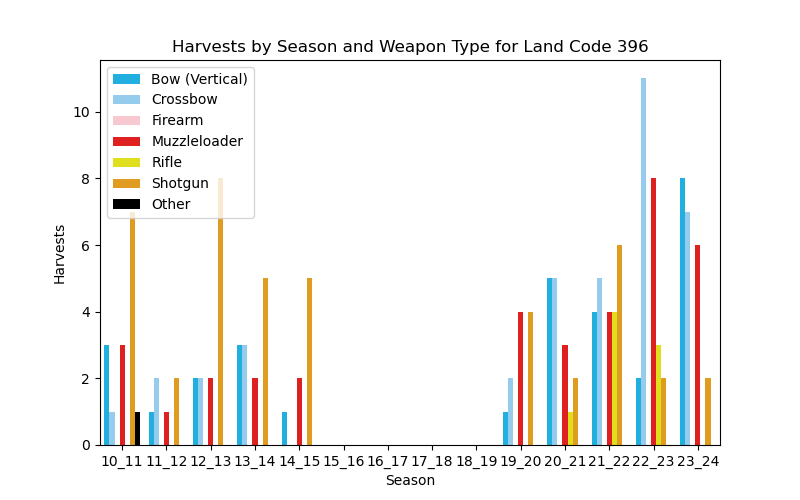 Harvests by Season and Weapon Type for Land Code 396
Bow (Vertical)
Crossbow
Firearm
Muzzleloader
Rifle
Shotgun
Other
10
8
6
4
2
0
Harvests
10_11 11_12 12_13 13_14 14_15 15_16 16_17 17_18 18_19 19_20 20_21 21_22 22_23 23_24
Season